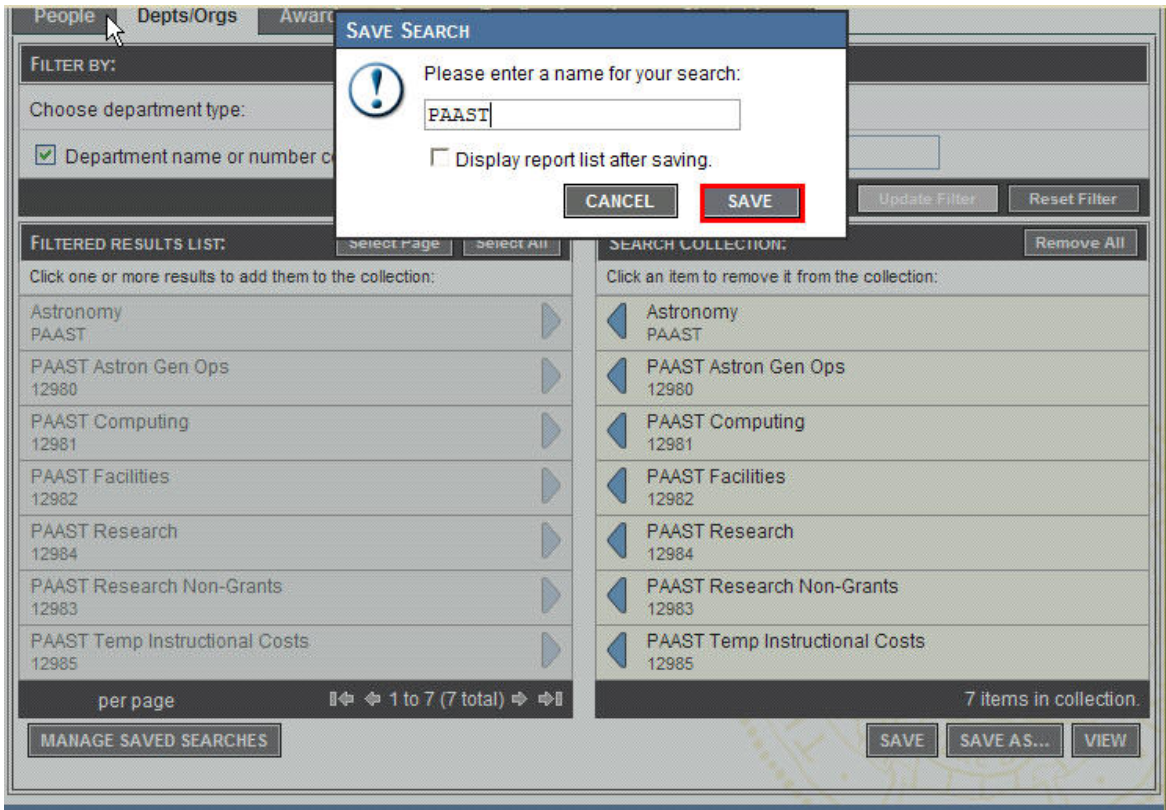 People Depts/Orgs Award
SAVE SEARCH
Please enter a name for your search:
PAAST
Display report list after saving.
CANCEL SAVE
FILTER BY:
Choose department type:
Department name or number
Update Filter Reset Filter
FILTERED RESULTS LIST: Select Page Select All
Click one or more results to add them to the collection:
Astronomy
PAAST
PAAST Astron Gen Ops
12980
PAAST Computing
12981
PAAST Facilities
12982
PAAST Research
12984
PAAST Research Non-Grants
12983
PAAST Temp Instructional Costs
12985
per page 1 to 7 (7 total)
MANAGE SAVED SEARCHES
SEARCH COLLECTION: Remove All
Click an item to remove it from the collection:
Astronomy
PAAST
PAAST Astron Gen Ops
12980
PAAST Computing
12981
PAAST Facilities
12982
PAAST Research
12984
PAAST Research Non-Grants
12983
PAAST Temp Instructional Costs
12985
7 items in collection.
SAVE SAVE AS... VIEW